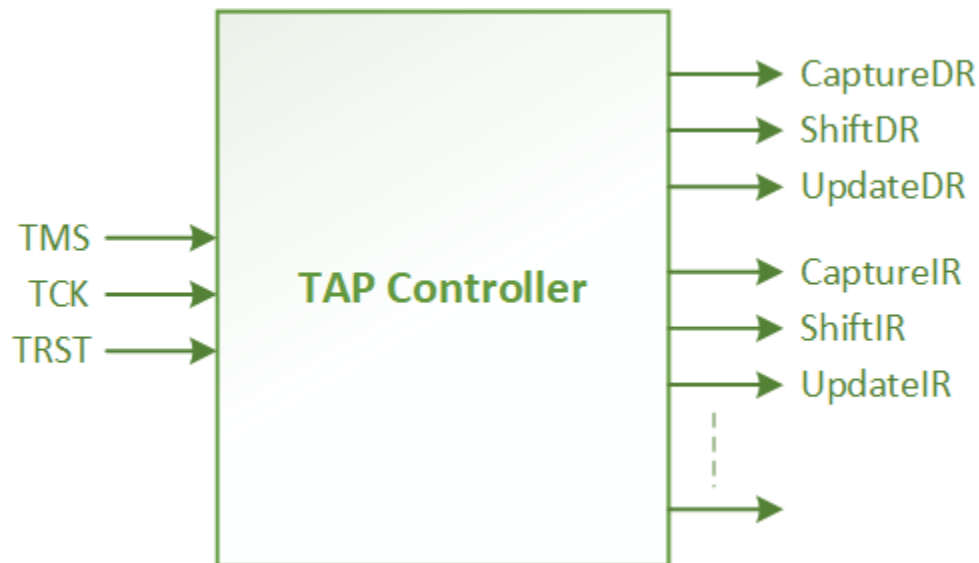 CaptureDR
ShiftDR
UpdateDR
TMS
TCK
TRST
TAP Controller
CaptureIR
ShiftIR
UpdateIR